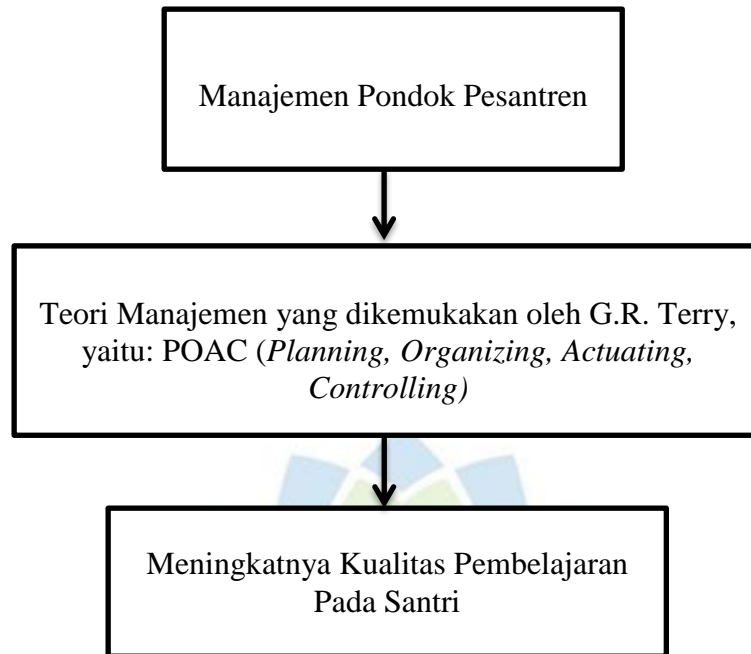 Manajemen Pondok Pesantren
Teori Manajemen yang dikemukakan oleh G.R. Terry,
yaitu: POAC (Planning, Organizing, Actuating,
Controlling)
Meningkatnya Kualitas Pembelajaran
Pada Santri